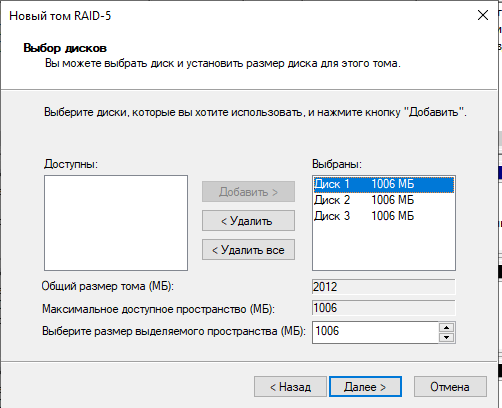 Новый том RAID-5
Выбор дисков
Вы можете выбрать диск и установить размер диска для этого тома.
Выберите диски, которые вы хотите использовать, и нажмите кнопку "Добавить".
Доступны:
Выбраны:
Добавить >
< Удалить
< Удалить все
Диск 1 1006 МБ
Диск 2 1006 МБ
Диск 3 1006 МБ
Общий размер тома (МБ): 2012
Максимальное доступное пространство (МБ): 1006
Выберите размер выделяемого пространства (МБ): 1006
< Назад Далее > Отмена